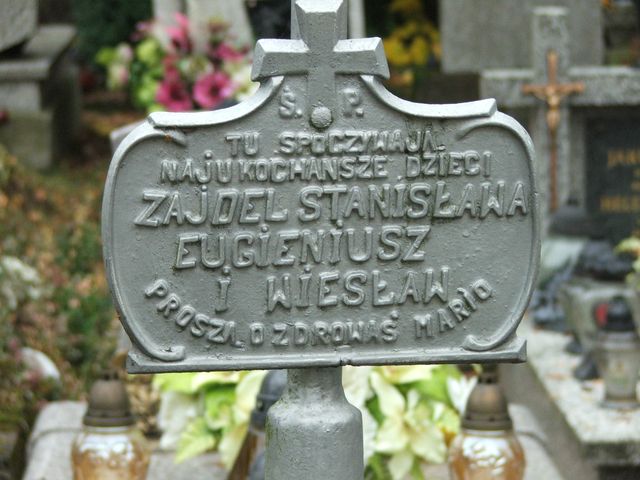 Ś. P.
TU SPOCZYWAJĄ
NAJUKOCHAŃSZE DZIECI
ZAJDEL STANISŁAWA
EUGIENIUSZ
i WIESŁAW
PROSZĄ O ZDROWAŚ MARIO